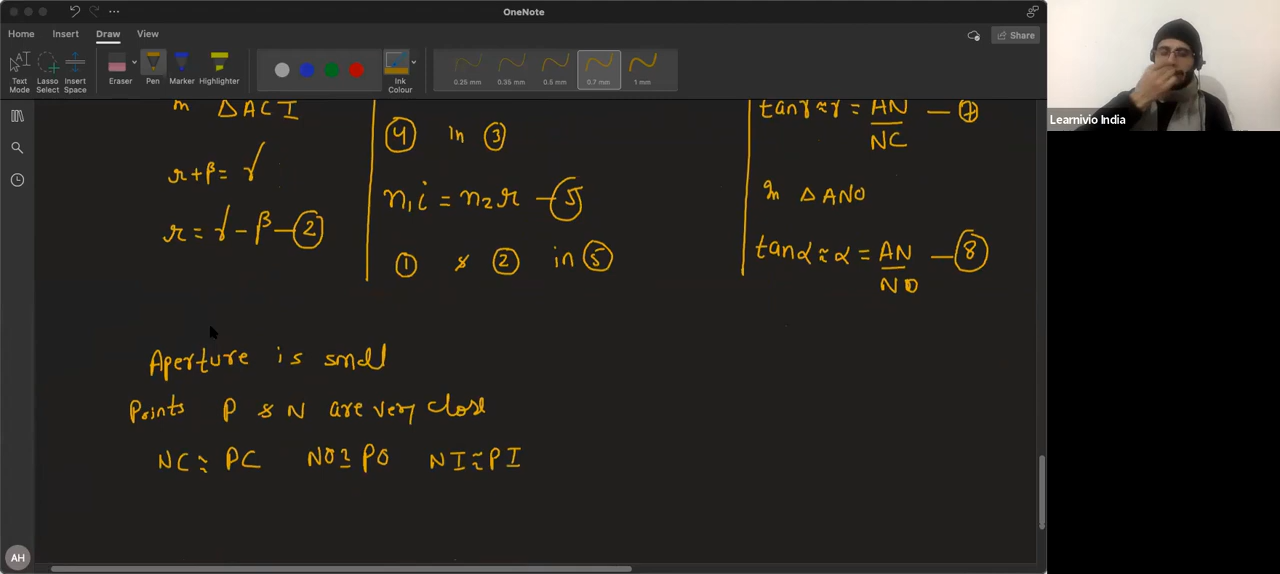 OneNote
Home Insert Draw View
Share
Text Mode
Lasso Select
Insert Space
Eraser
Pen
Marker
Highlighter
Ink Colour
0.25 mm
0.35 mm
0.5 mm
0.7 mm
1 mm
Learnivio India
In △ACI
r+β=γ
r=γ-β-②
④ in ③
n₁i=n₂r-⑤
① & ② in ⑤
tanγ≈γ=AN/NC -⑦
In △ANO
tanα≈α=AN/NO -⑧
Aperture is small
Points P & N are very close
NC≈PC NO≃PO NI≈PI
AH